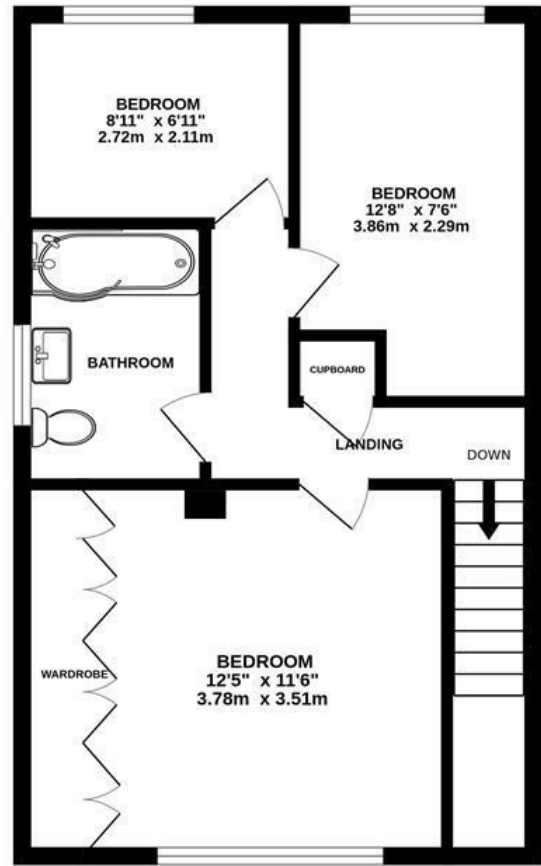 BEDROOM
8'11" x 6'11"
2.72m x 2.11m
BEDROOM
12'8" x 7'6"
3.86m x 2.29m
BATHROOM
CUPBOARD
LANDING
DOWN
WARDROBE
BEDROOM
12'5" x 11'6"
3.78m x 3.51m